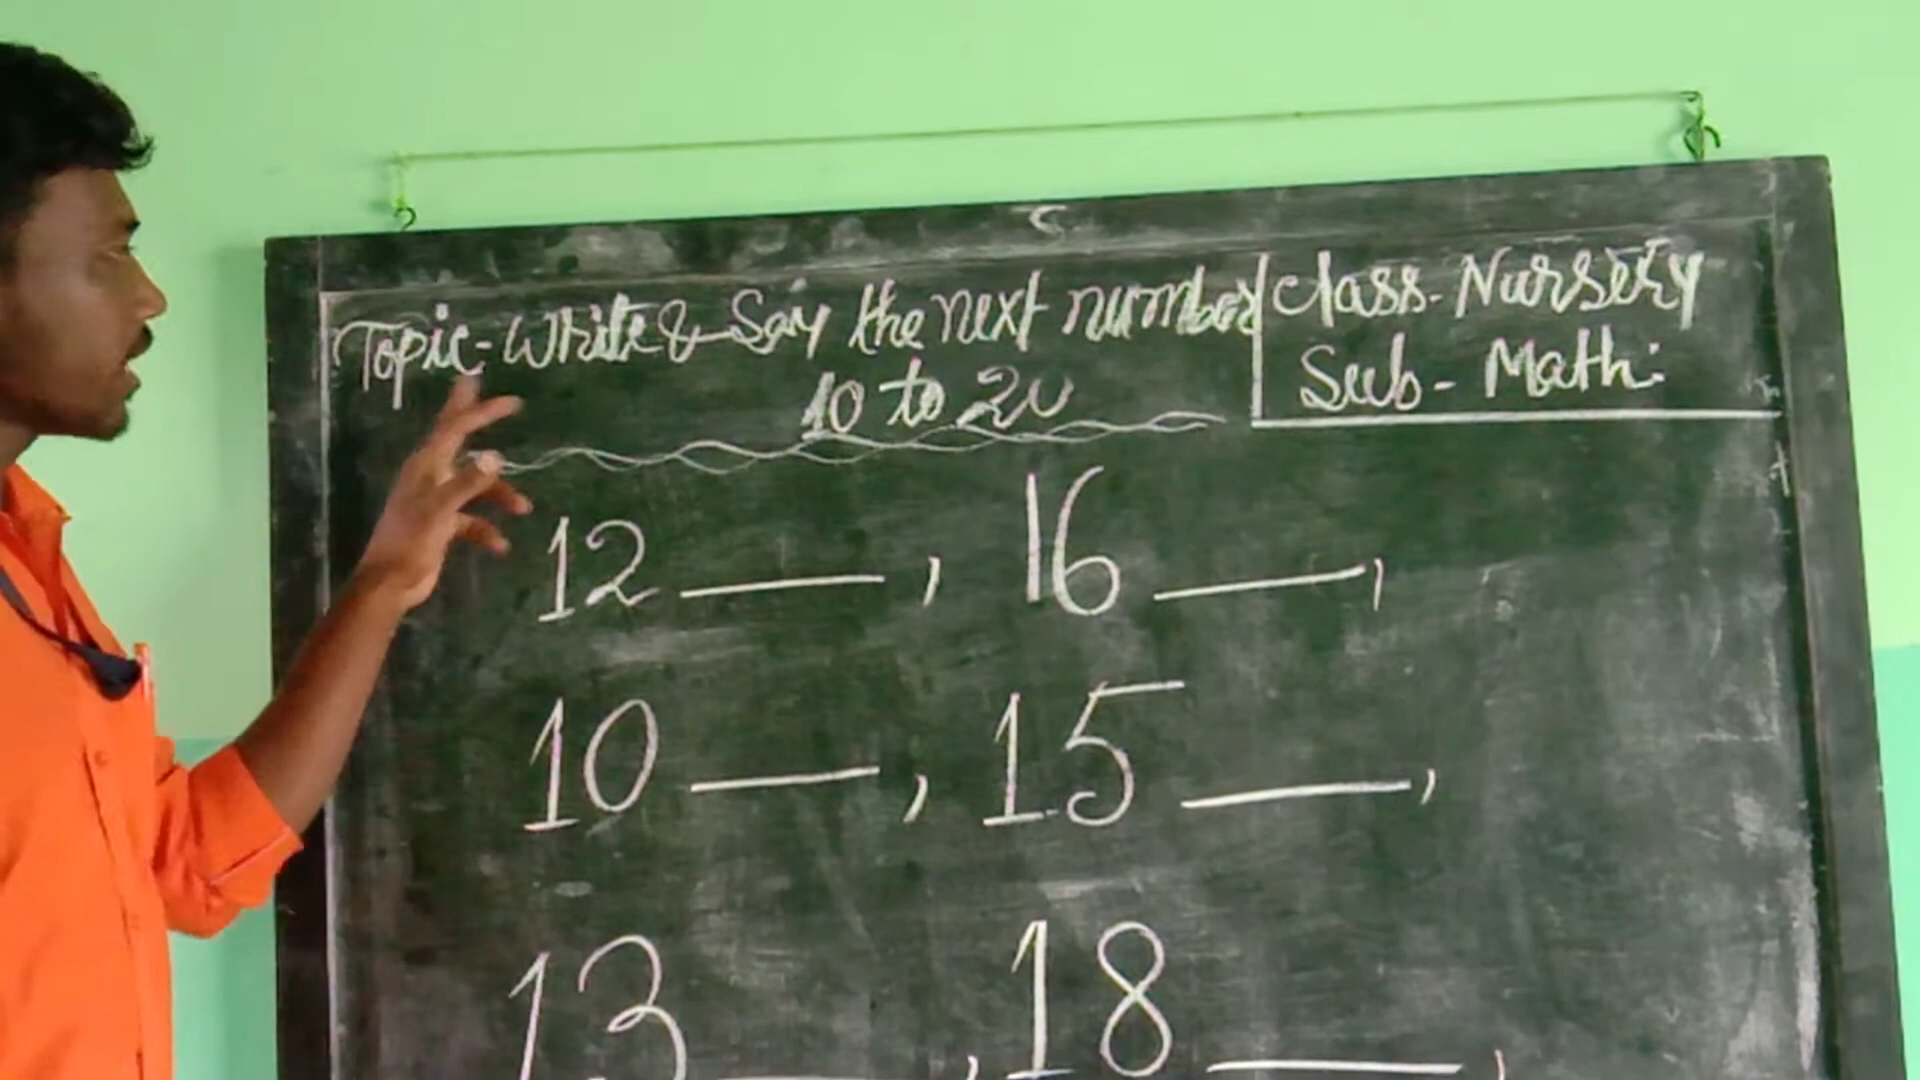 Topic-Write & Say the next number
10 to 20
Class-Nursery
Sub-Math:
12 ___, 16 ___,
10 ___, 15 ___,
13 ___, 18 ___,